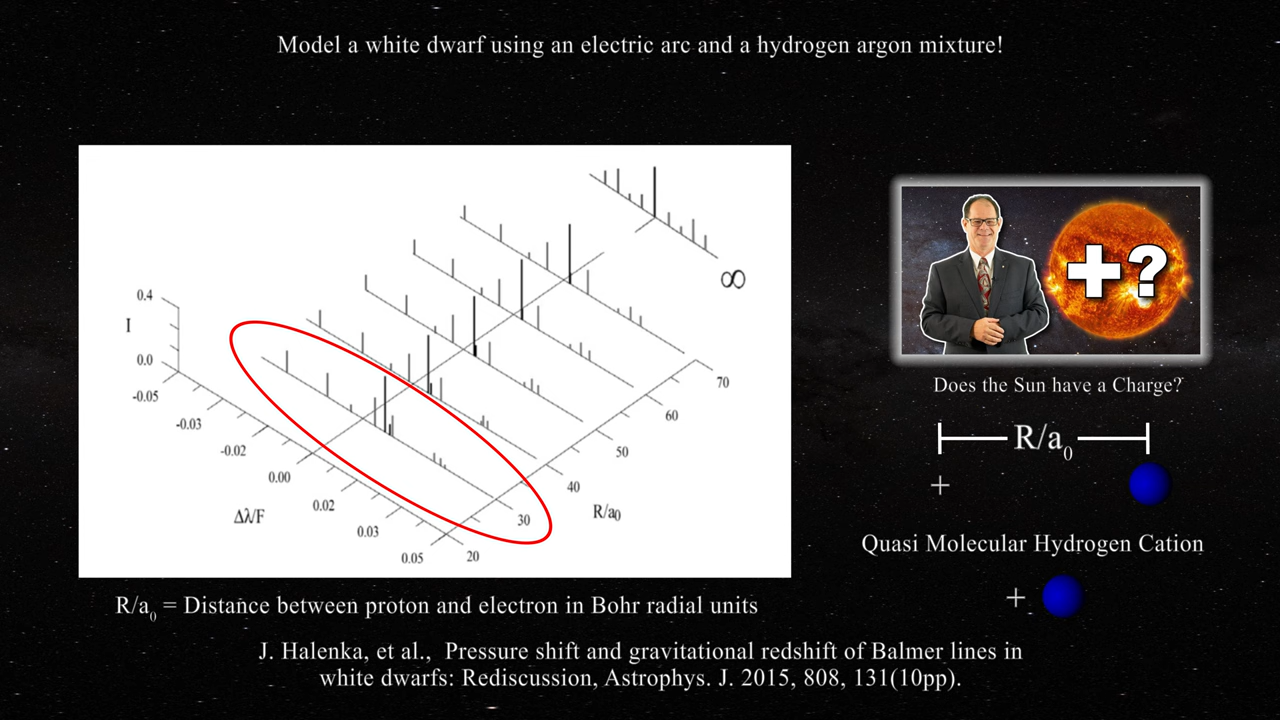 Model a white dwarf using an electric arc and a hydrogen argon mixture!
∞
0.4
I
0.0
-0.05
-0.03
-0.02
0.00
0.02
0.03
0.05
Δλ/F
20
30
40
50
60
70
R/a0
+?
Does the Sun have a Charge?
R/a0
+
Quasi Molecular Hydrogen Cation
+
R/a0 = Distance between proton and electron in Bohr radial units
J. Halenka, et al., Pressure shift and gravitational redshift of Balmer lines in
white dwarfs: Rediscussion, Astrophys. J. 2015, 808, 131(10pp).